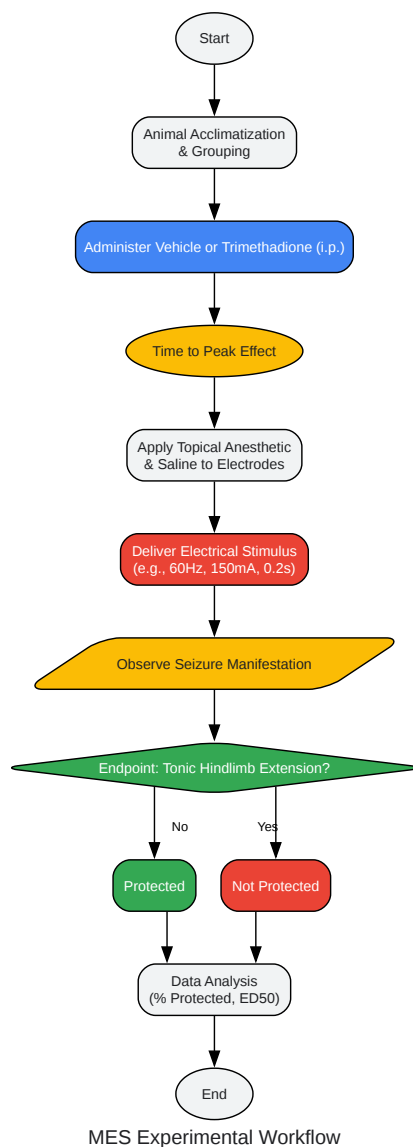 Start
Animal Acclimatization
& Grouping
Administer Vehicle or Trimethadione (i.p.)
Time to Peak Effect
Apply Topical Anesthetic
& Saline to Electrodes
Deliver Electrical Stimulus
(e.g., 60Hz, 150mA, 0.2s)
Observe Seizure Manifestation
Endpoint: Tonic Hindlimb Extension?
No
Yes
Protected
Not Protected
Data Analysis
(% Protected, ED50)
End
MES Experimental Workflow